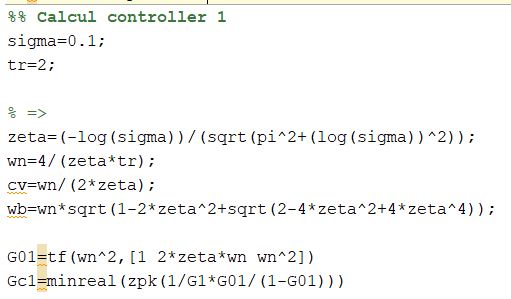 %% Calcul controller 1
sigma=0.1;
tr=2;
% =>
zeta=(-log(sigma))/(sqrt(pi^2+(log(sigma))^2));
wn=4/(zeta*tr);
cv=wn/(2*zeta);
wb=wn*sqrt(1-2*zeta^2+sqrt(2-4*zeta^2+4*zeta^4));
G01=tf(wn^2,[1 2*zeta*wn wn^2])
Gc1=minreal(zpk(1/G1*G01/(1-G01)))